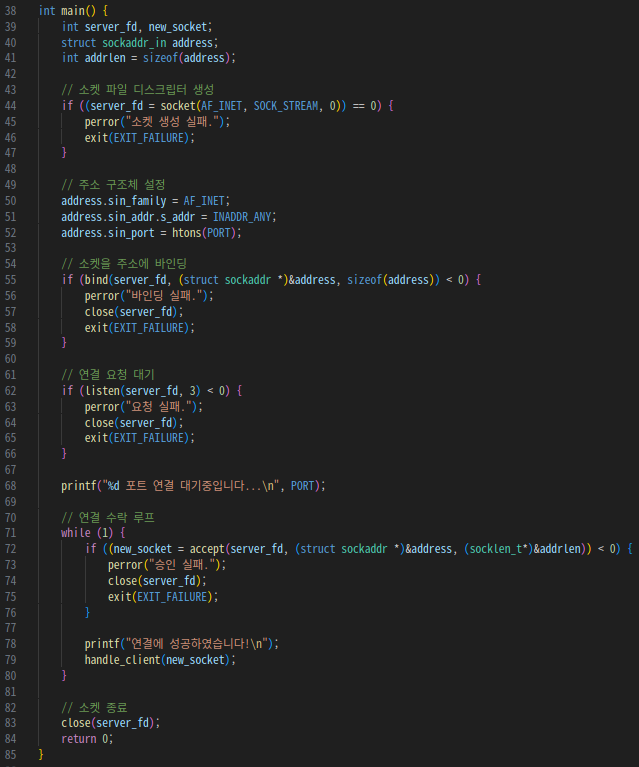 38 int main() {
39 int server_fd, new_socket;
40 struct sockaddr_in address;
41 int addrlen = sizeof(address);
42
43 // 소켓 파일 디스크립터 생성
44 if ((server_fd = socket(AF_INET, SOCK_STREAM, 0)) == 0) {
45 perror("소켓 생성 실패.");
46 exit(EXIT_FAILURE);
47 }
48
49 // 주소 구조체 설정
50 address.sin_family = AF_INET;
51 address.sin_addr.s_addr = INADDR_ANY;
52 address.sin_port = htons(PORT);
53
54 // 소켓을 주소에 바인딩
55 if (bind(server_fd, (struct sockaddr *)&address, sizeof(address)) < 0) {
56 perror("바인딩 실패.");
57 close(server_fd);
58 exit(EXIT_FAILURE);
59 }
60
61 // 연결 요청 대기
62 if (listen(server_fd, 3) < 0) {
63 perror("요청 실패.");
64 close(server_fd);
65 exit(EXIT_FAILURE);
66 }
67
68 printf("%d 포트 연결 대기중입니다...\n", PORT);
69
70 // 연결 수락 루프
71 while (1) {
72 if ((new_socket = accept(server_fd, (struct sockaddr *)&address, (socklen_t*)&addrlen)) < 0) {
73 perror("승인 실패.");
74 close(server_fd);
75 exit(EXIT_FAILURE);
76 }
77
78 printf("연결에 성공하였습니다!\n");
79 handle_client(new_socket);
80 }
81
82 // 소켓 종료
83 close(server_fd);
84 return 0;
85 }